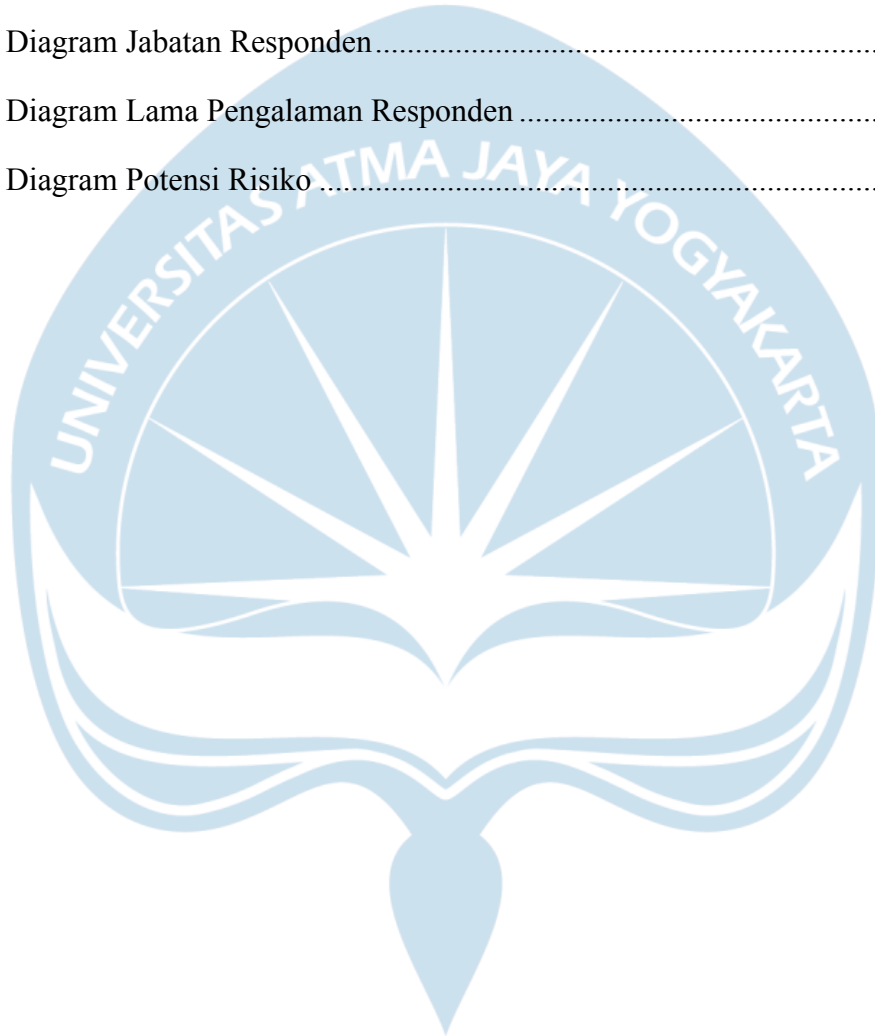 Diagram Jabatan Responden................................................................
Diagram Lama Pengalaman Responden.............................................
Diagram Potensi Risiko......................................................................
UNIVERSITAS ATMA JAYA YOGYAKARTA